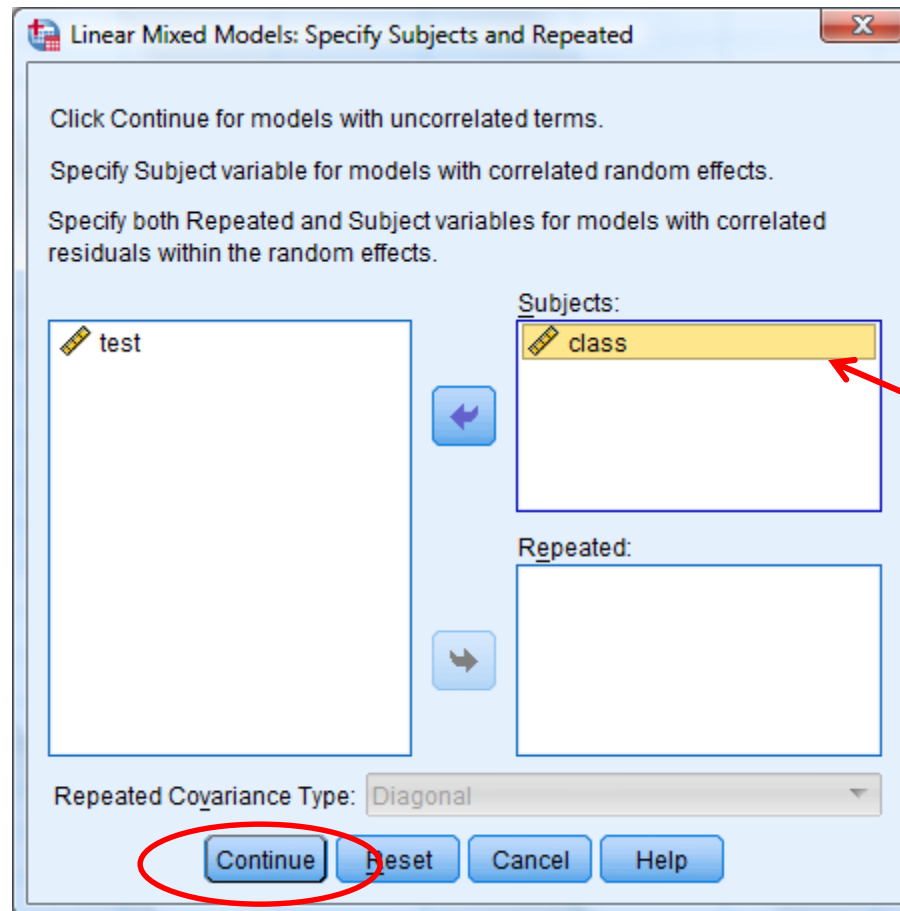 Linear Mixed Models: Specify Subjects and Repeated
Click Continue for models with uncorrelated terms.
Specify Subject variable for models with correlated random effects.
Specify both Repeated and Subject variables for models with correlated
residuals within the random effects.
Subjects:
test
class
Repeated:
Repeated Covariance Type: Diagonal
Continue Reset Cancel Help